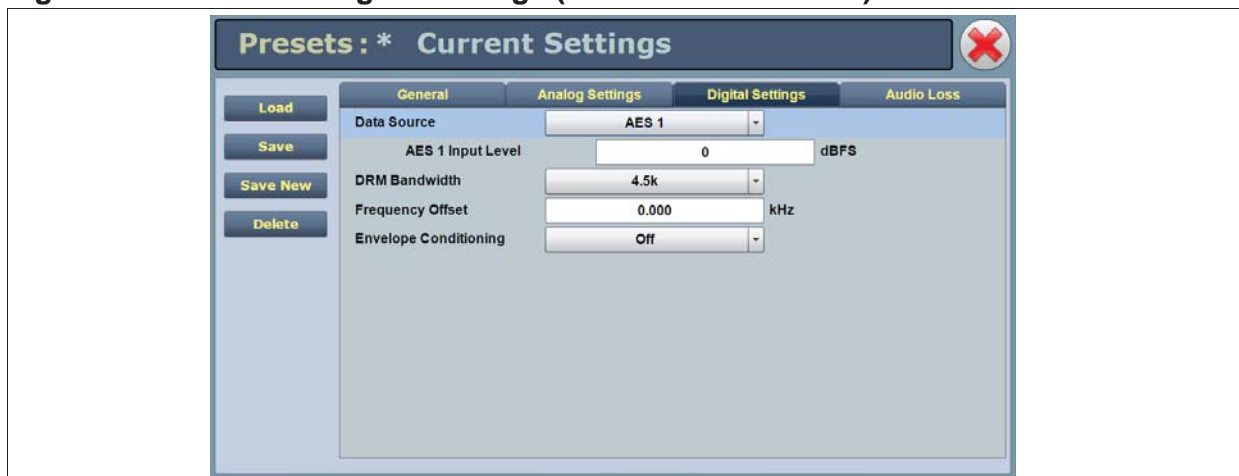 Presets: * Current Settings
Load
Save
Save New
Delete
General Analog Settings Digital Settings Audio Loss
Data Source AES 1
AES 1 Input Level 0 dBFS
DRM Bandwidth 4.5k
Frequency Offset 0.000 kHz
Envelope Conditioning Off